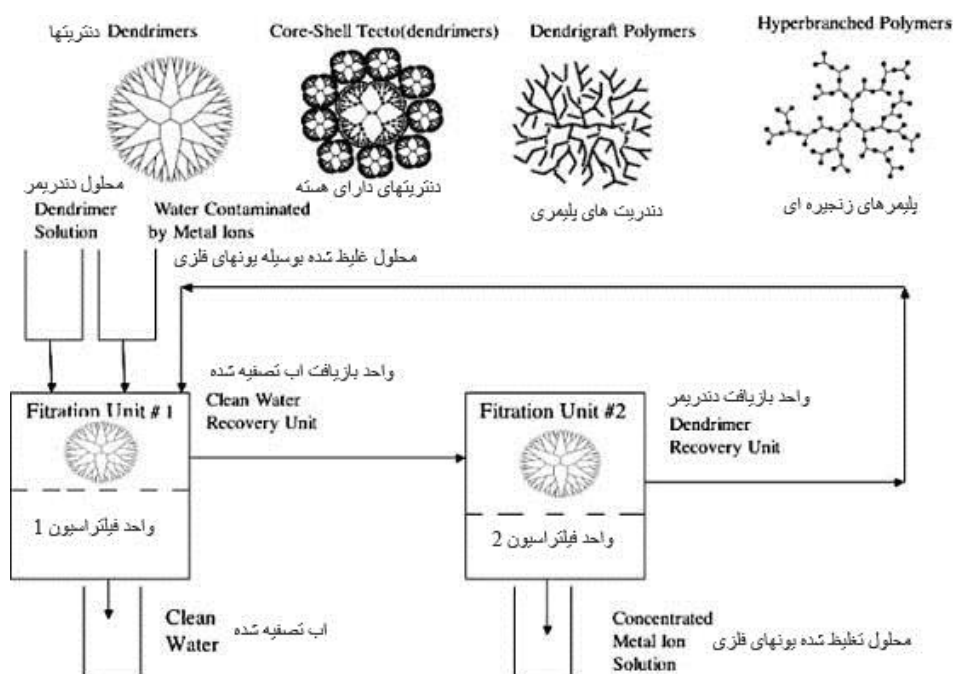 دنتریتها Dendrimers
Core-Shell Tecto(dendrimers)
Dendrigraft Polymers
Hyperbranched Polymers
دنتریتهای دارای هسته
دندریت های پلیمری
پلیمرهای زنجیره ای
محلول دندریمر
Dendrimer
Solution
Water Contaminated
by Metal Ions
محلول غلیظ شده بوسیله یونهای فلزی
Fitration Unit # 1
واحد فیلتراسیون 1
واحد بازیافت اب تصفیه شده
Clean Water
Recovery Unit
Fitration Unit #2
واحد فیلتراسیون 2
واحد بازیافت دندریمر
Dendrimer
Recovery Unit
Clean
Water
اب تصفیه شده
Concentrated
Metal Ion
Solution
محلول تغلیظ شده یونهای فلزی